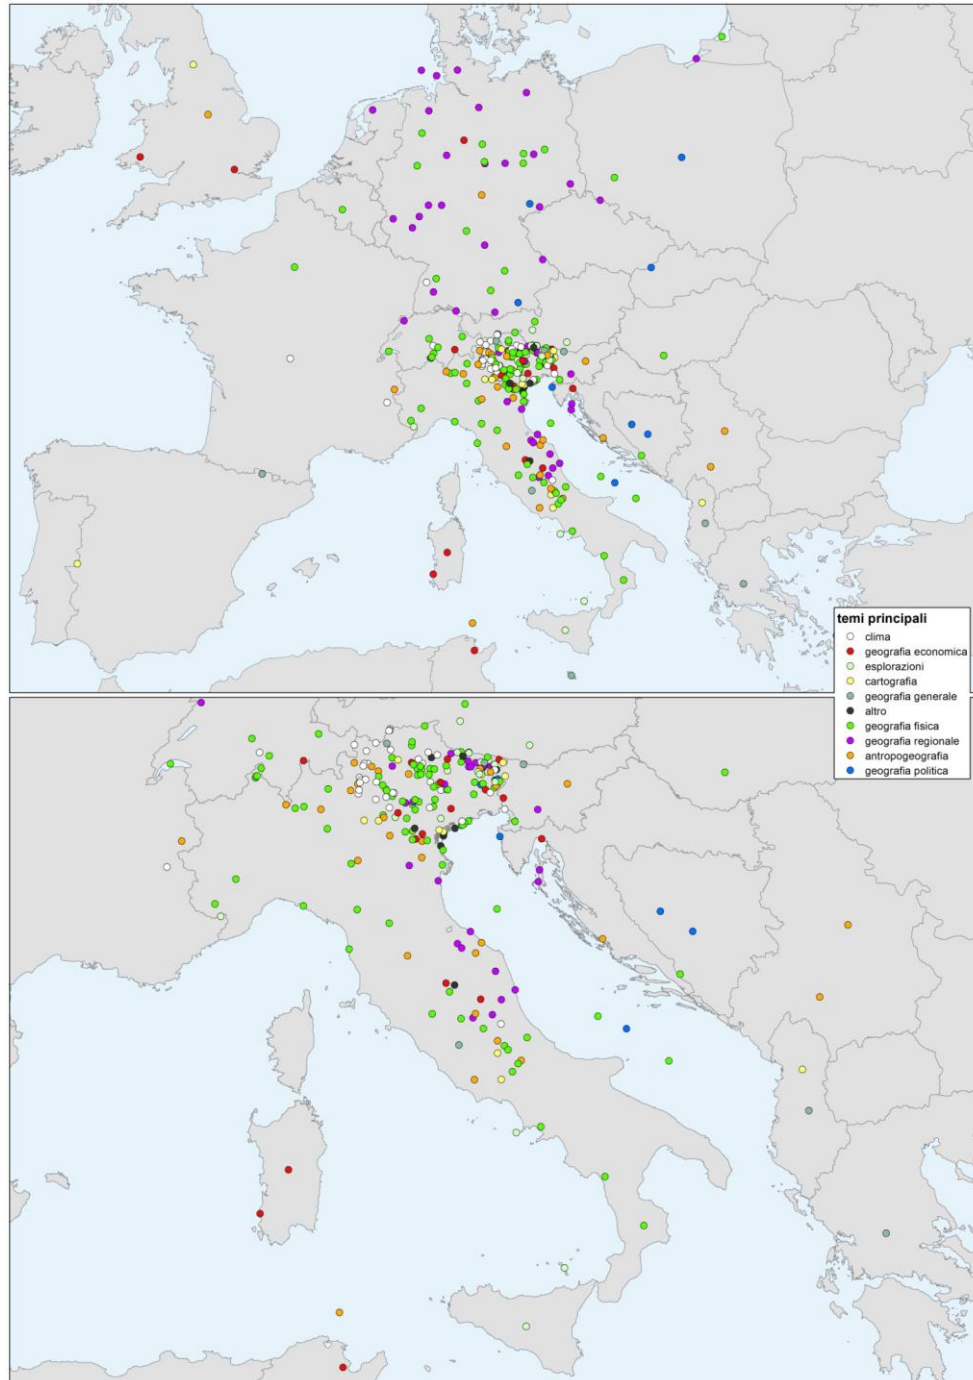 temi principali
clima
geografia economica
esplorazioni
cartografia
geografia generale
altro
geografia fisica
geografia regionale
antropogeografia
geografia politica